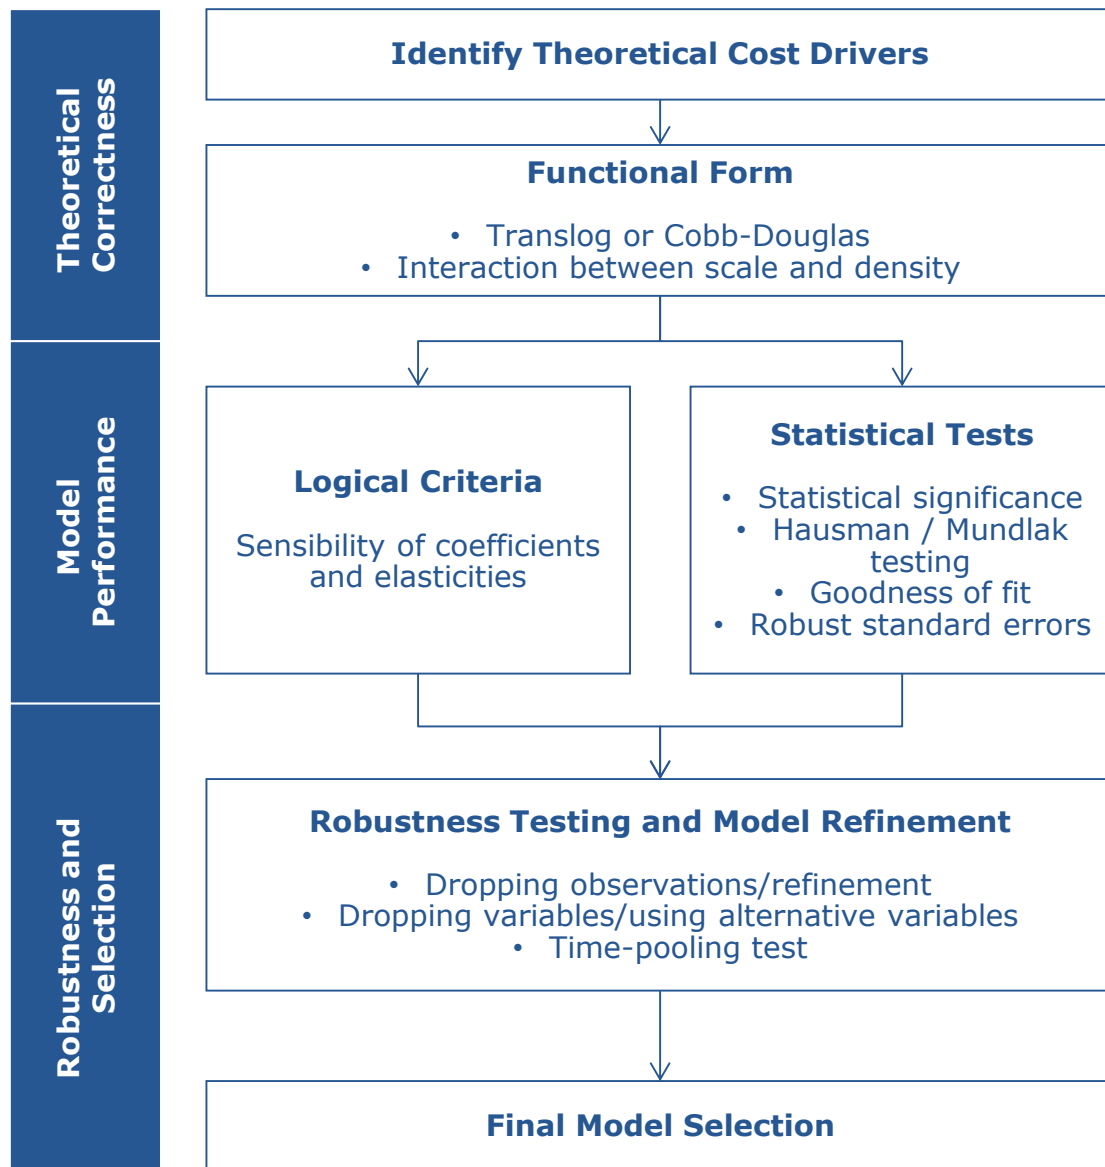 Theoretical
Correctness
Identify Theoretical Cost Drivers
Functional Form
• Translog or Cobb-Douglas
• Interaction between scale and density
Model
Performance
Logical Criteria
Sensibility of coefficients
and elasticities
Statistical Tests
• Statistical significance
• Hausman / Mundlak
testing
• Goodness of fit
• Robust standard errors
Robustness and
Selection
Robustness Testing and Model Refinement
• Dropping observations/refinement
• Dropping variables/using alternative variables
• Time-pooling test
Final Model Selection